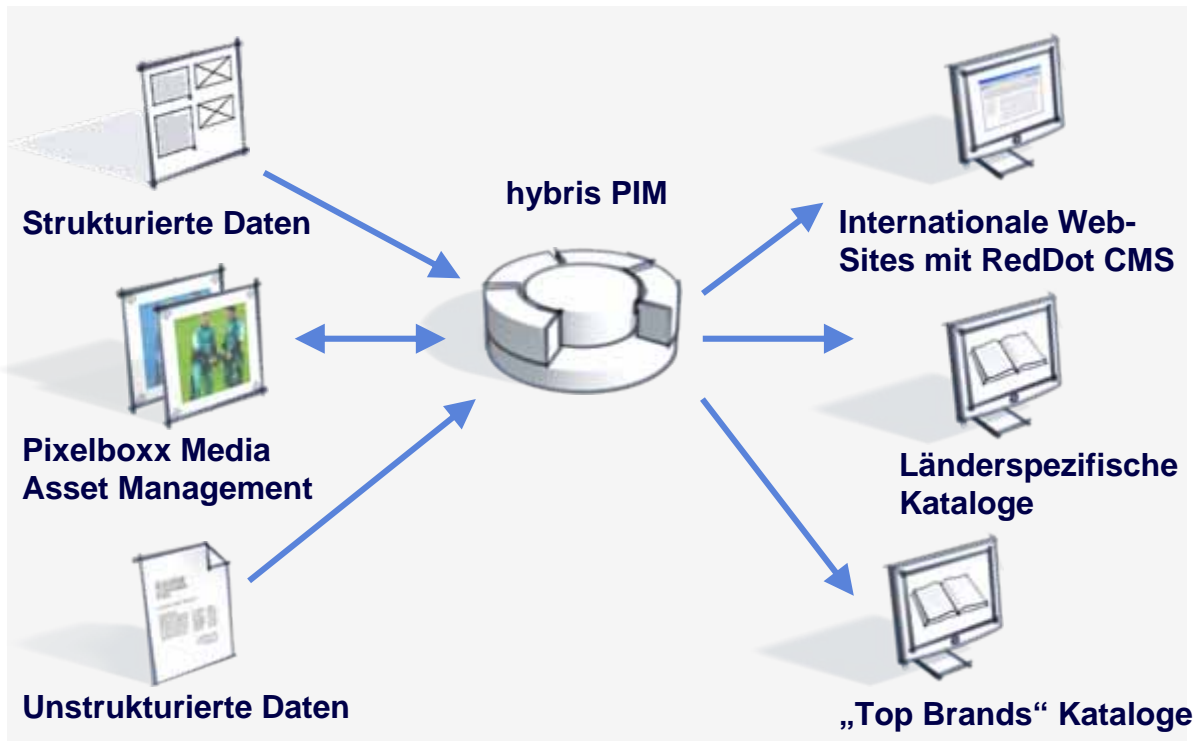 Strukturierte Daten
Pixelboxx Media
Asset Management
Unstrukturierte Daten
hybris PIM
Internationale Web-
Sites mit RedDot CMS
Länderspezifische
Kataloge
„Top Brands“ Kataloge